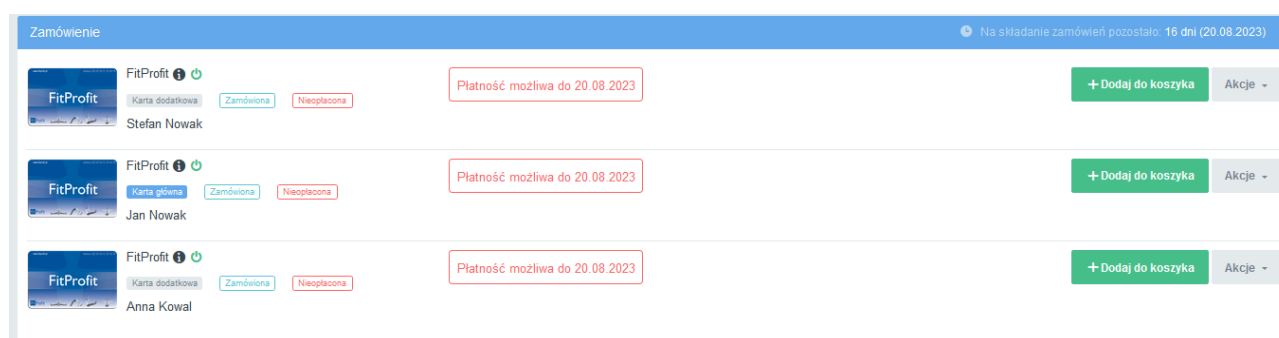 Zamówienie
Na składanie zamówień pozostało: 16 dni (20.08.2023)
FitProfit
FitProfit
Płatność możliwa do 20.08.2023
+ Dodaj do koszyka
Akcje
Karta dodatkowa
Zamówiona
Nieopłacona
Stefan Nowak
FitProfit
FitProfit
Płatność możliwa do 20.08.2023
+ Dodaj do koszyka
Akcje
Karta główna
Zamówiona
Nieopłacona
Jan Nowak
FitProfit
FitProfit
Płatność możliwa do 20.08.2023
+ Dodaj do koszyka
Akcje
Karta dodatkowa
Zamówiona
Nieopłacona
Anna Kowal